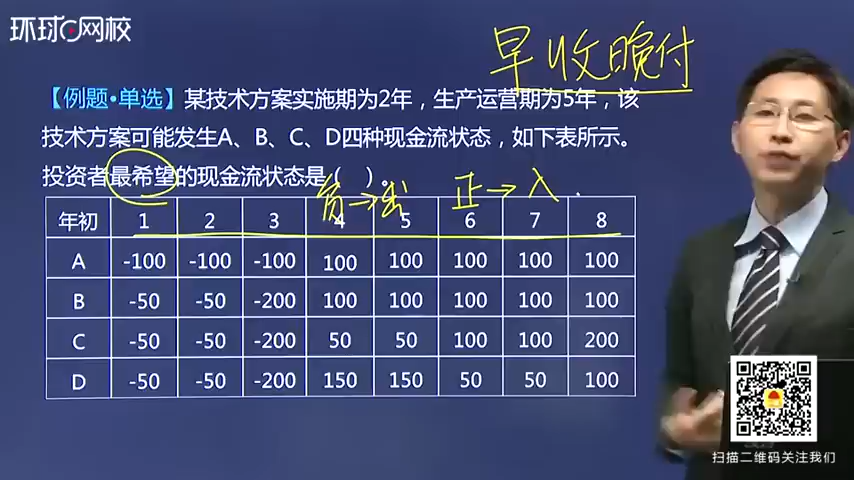 环球网校
早收晚付
【例题·单选】某技术方案实施期为2年，生产运营期为5年，该
技术方案可能发生A、B、C、D四种现金流状态，如下表所示。
投资者最希望的现金流状态是（ ）。
负→出 正→入
年初 1 2 3 4 5 6 7 8
A -100 -100 -100 100 100 100 100 100
B -50 -50 -200 100 100 100 100 100
C -50 -50 -200 50 50 100 100 200
D -50 -50 -200 150 150 50 50 100
扫描二维码关注我们